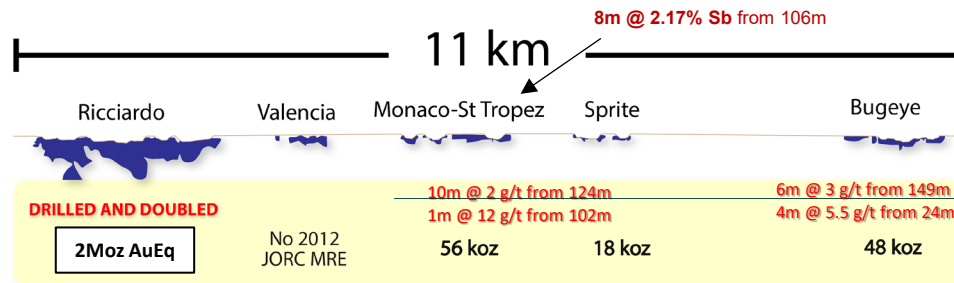 8m @ 2.17% Sb from 106m
11 km
Ricciardo
Valencia
Monaco-St Tropez
Sprite
Bugeye
10m @ 2 g/t from 124m
6m @ 3 g/t from 149m
DRILLED AND DOUBLED
1m @ 12 g/t from 102m
4m @ 5.5 g/t from 24m
2Moz AuEq
No 2012
JORC MRE
56 koz
18 koz
48 koz